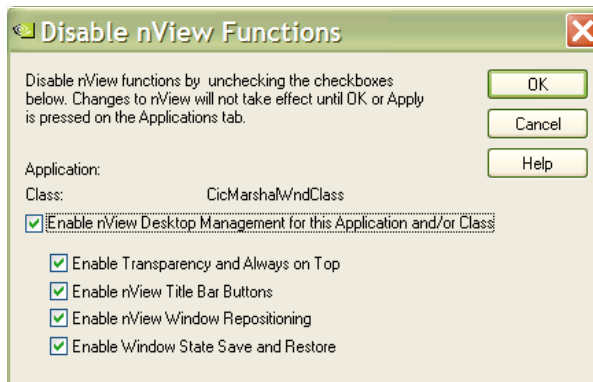 Disable nView Functions
Disable nView functions by unchecking the checkboxes
below. Changes to nView will not take effect until OK or Apply
is pressed on the Applications tab.
OK
Cancel
Help
Application:
Class: CicMarshalWndClass
Enable nView Desktop Management for this Application and/or Class
Enable Transparency and Always on Top
Enable nView Title Bar Buttons
Enable nView Window Repositioning
Enable Window State Save and Restore